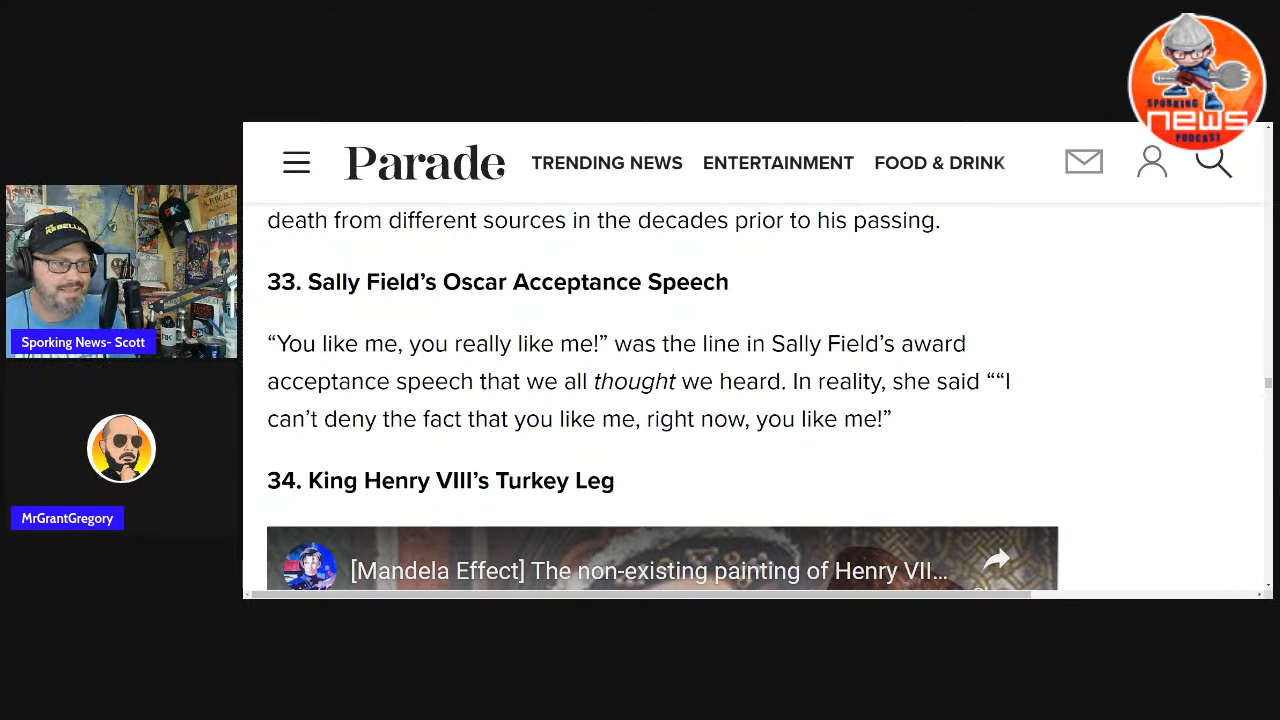 SPORKING
news
PODCAST
Parade
TRENDING NEWS
ENTERTAINMENT
FOOD & DRINK
death from different sources in the decades prior to his passing.
33. Sally Field’s Oscar Acceptance Speech
“You like me, you really like me!” was the line in Sally Field’s award
acceptance speech that we all thought we heard. In reality, she said ““I
can’t deny the fact that you like me, right now, you like me!”
34. King Henry VIII’s Turkey Leg
[Mandela Effect] The non-existing painting of Henry VII...
Sporking News- Scott
MrGrantGregory